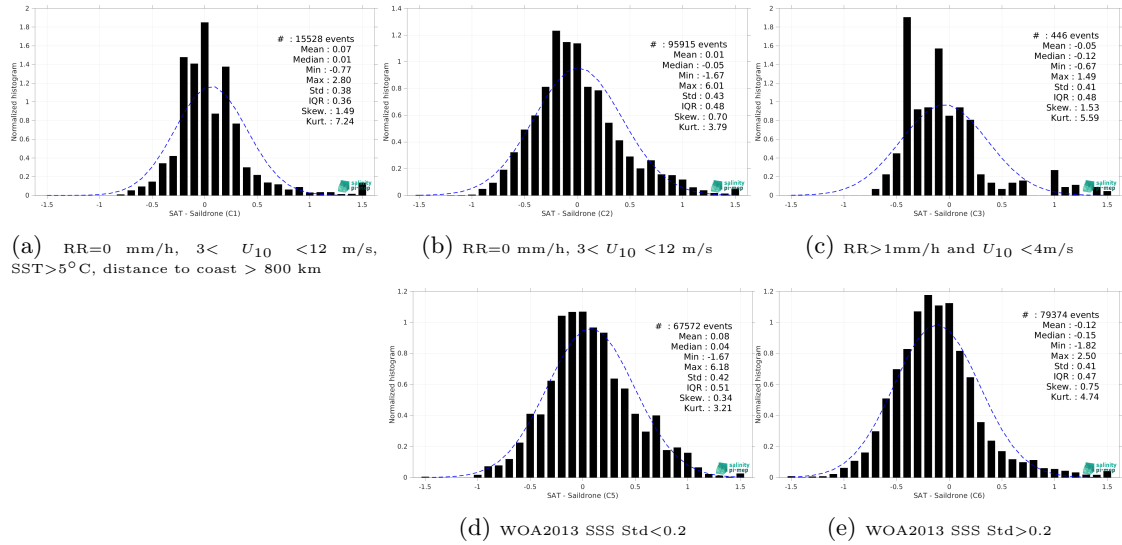 2
1.8
1.6
1.4
1.2
1
0.8
0.6
0.4
0.2
0
Normalized histogram
# : 15528 events
Mean : 0.07
Median : 0.01
Min : -0.77
Max : 2.80
Std : 0.38
IQR : 0.36
Skew. : 1.49
Kurt. : 7.24
salinity
pi-mep
-1.5 -1 -0.5 0 0.5 1 1.5
SAT - Saildrone (C1)
(a) RR=0 mm/h, 3< U10 <12 m/s,
SST>5°C, distance to coast > 800 km
1.4
1.2
1
0.8
0.6
0.4
0.2
0
Normalized histogram
# : 95915 events
Mean : 0.01
Median : -0.05
Min : -1.67
Max : 6.01
Std : 0.43
IQR : 0.48
Skew. : 0.70
Kurt. : 3.79
salinity
pi-mep
-1.5 -1 -0.5 0 0.5 1 1.5
SAT - Saildrone (C2)
(b) RR=0 mm/h, 3< U10 <12 m/s
2
1.8
1.6
1.4
1.2
1
0.8
0.6
0.4
0.2
0
Normalized histogram
# : 446 events
Mean : -0.05
Median : -0.12
Min : -0.67
Max : 1.49
Std : 0.41
IQR : 0.48
Skew. : 1.53
Kurt. : 5.59
salinity
pi-mep
-1.5 -1 -0.5 0 0.5 1 1.5
SAT - Saildrone (C3)
(c) RR>1mm/h and U10 <4m/s
1.2
1
0.8
0.6
0.4
0.2
0
Normalized histogram
# : 67572 events
Mean : 0.08
Median : 0.04
Min : -1.67
Max : 6.18
Std : 0.42
IQR : 0.51
Skew. : 0.34
Kurt. : 3.21
salinity
pi-mep
-1.5 -1 -0.5 0 0.5 1 1.5
SAT - Saildrone (C5)
(d) WOA2013 SSS Std<0.2
1.2
1
0.8
0.6
0.4
0.2
0
Normalized histogram
# : 79374 events
Mean : -0.12
Median : -0.15
Min : -1.82
Max : 2.50
Std : 0.41
IQR : 0.47
Skew. : 0.75
Kurt. : 4.74
salinity
pi-mep
-1.5 -1 -0.5 0 0.5 1 1.5
SAT - Saildrone (C6)
(e) WOA2013 SSS Std>0.2